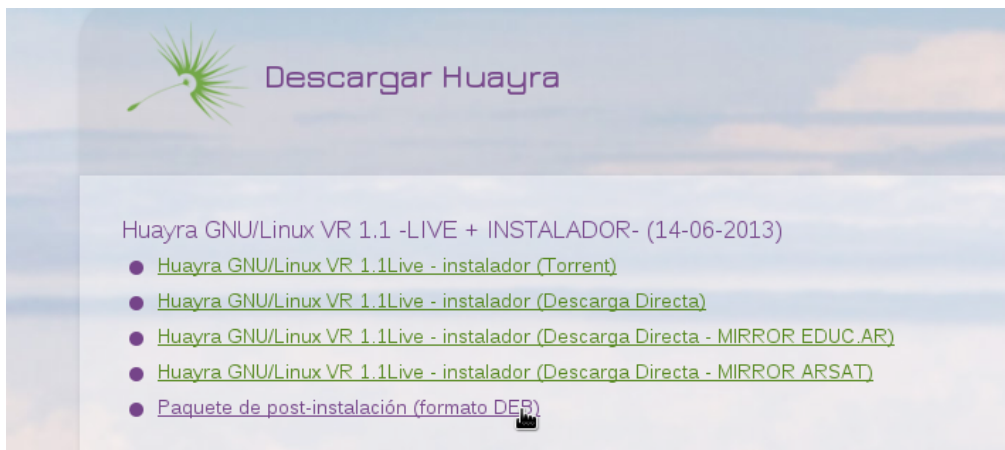 Descargar Huayra
Huayra GNU/Linux VR 1.1 -LIVE + INSTALADOR- (14-06-2013)
Huayra GNU/Linux VR 1.1Live - instalador (Torrent)
Huayra GNU/Linux VR 1.1Live - instalador (Descarga Directa)
Huayra GNU/Linux VR 1.1Live - instalador (Descarga Directa - MIRROR EDUC.AR)
Huayra GNU/Linux VR 1.1Live - instalador (Descarga Directa - MIRROR ARSAT)
Paquete de post-instalación (formato DEB)